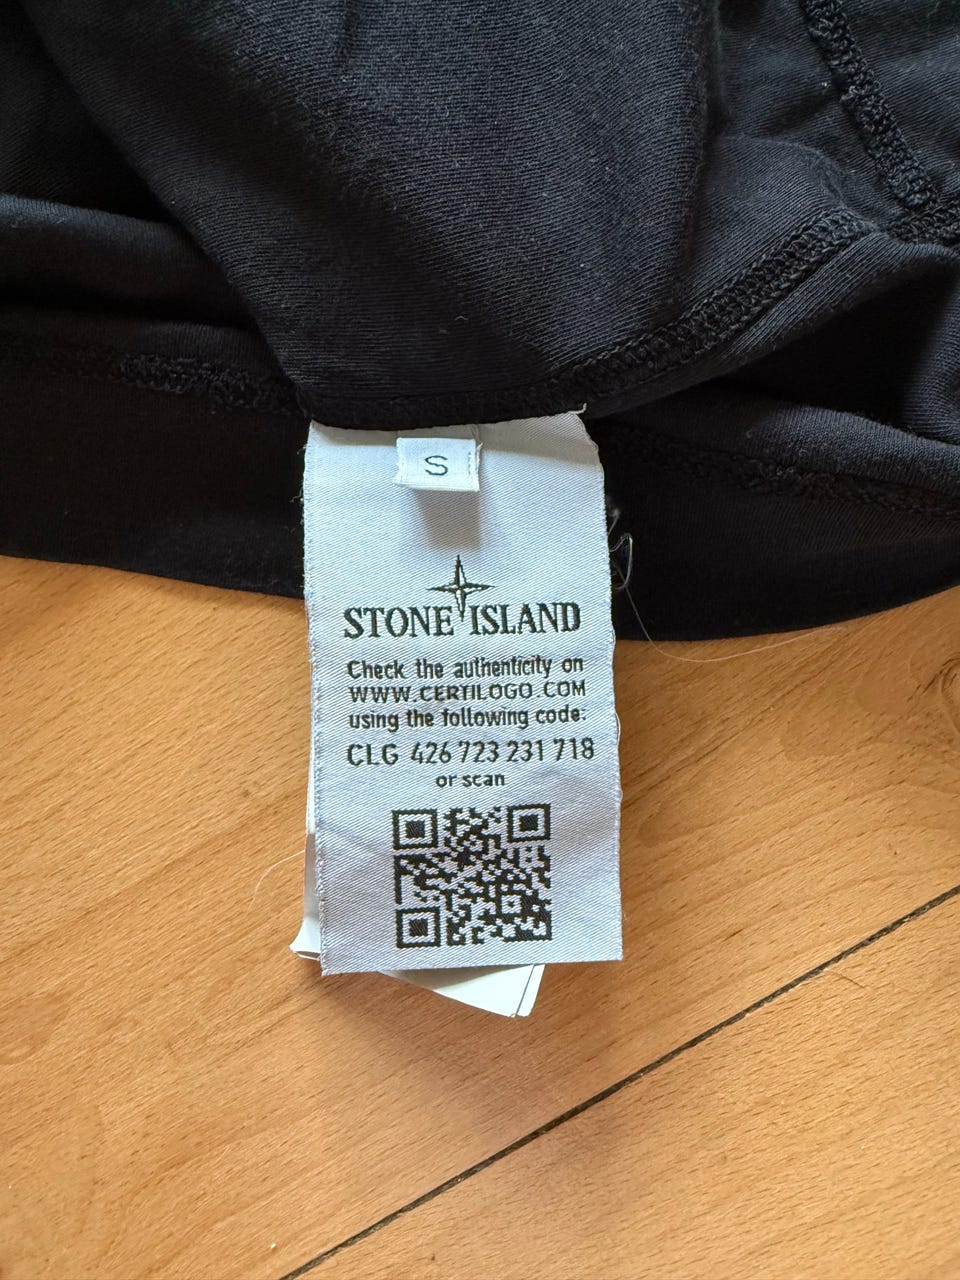 S
STONE ISLAND
Check the authenticity on
WWW.CERTILOGO.COM
using the following code:
CLG 426 723 231 718
or scan